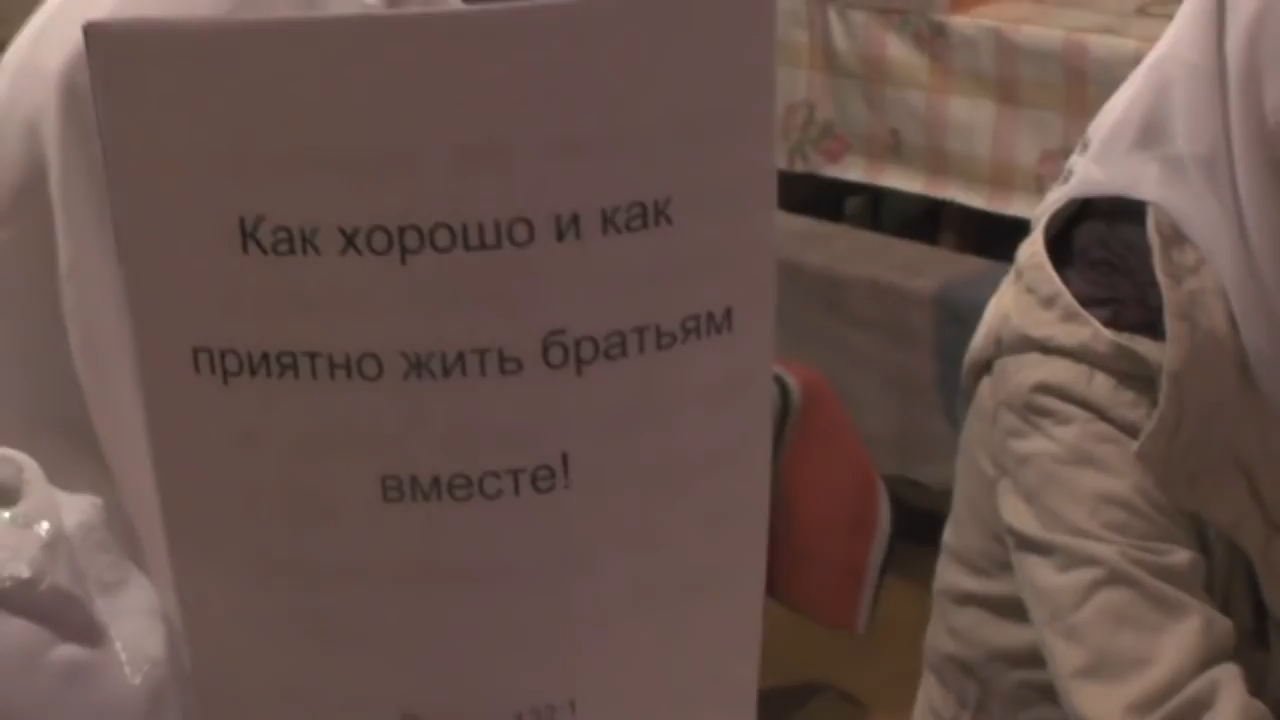 Как хорошо и как
приятно жить братьям
вместе!